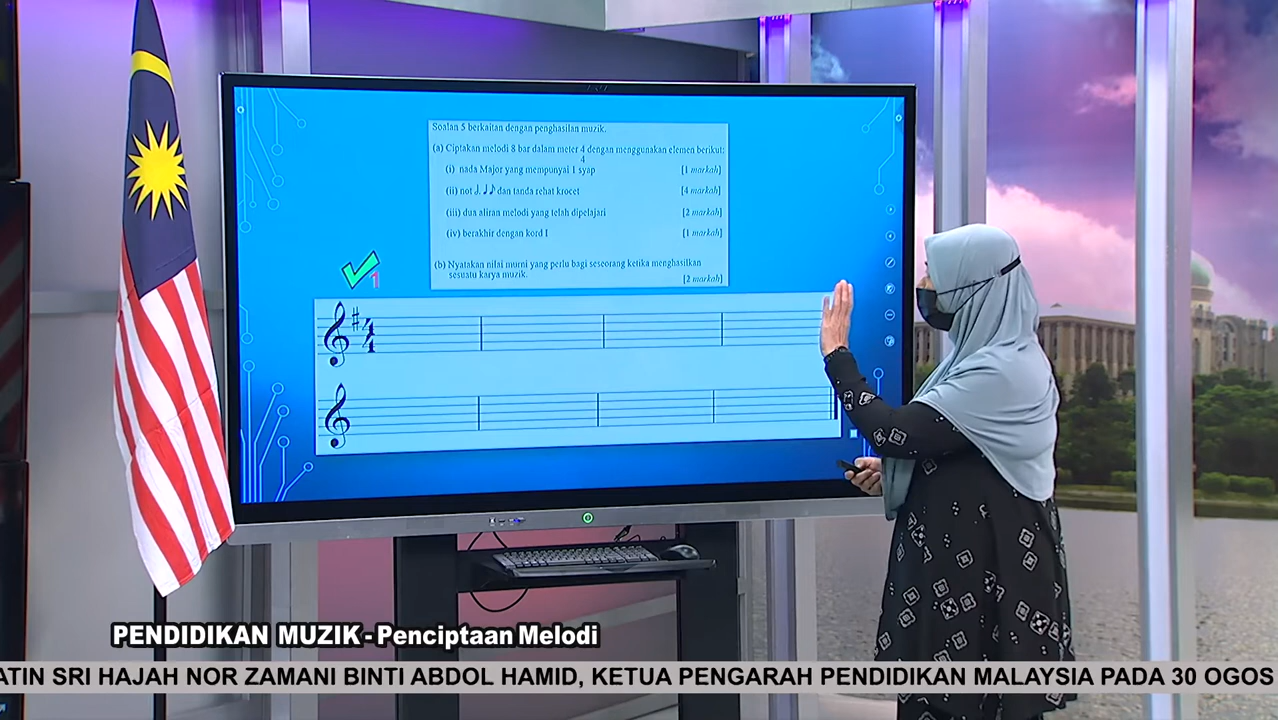 Soalan 5 berkaitan dengan penghasilan muzik.
(a) Ciptakan melodi 8 bar dalam meter 4/4 dengan menggunakan elemen berikut:
(i) nada Major yang mempunyai 1 syap [1 markah]
(ii) not 𝅗𝅥. ♩ ♪ dan tanda rehat krocet [4 markah]
(iii) dua aliran melodi yang telah dipelajari [2 markah]
(iv) berakhir dengan kord I [1 markah]
(b) Nyatakan nilai murni yang perlu bagi seseorang ketika menghasilkan
sesuatu karya muzik. [2 markah]
1
4
4
PENDIDIKAN MUZIK - Penciptaan Melodi
ATIN SRI HAJAH NOR ZAMANI BINTI ABDOL HAMID, KETUA PENGARAH PENDIDIKAN MALAYSIA PADA 30 OGOS